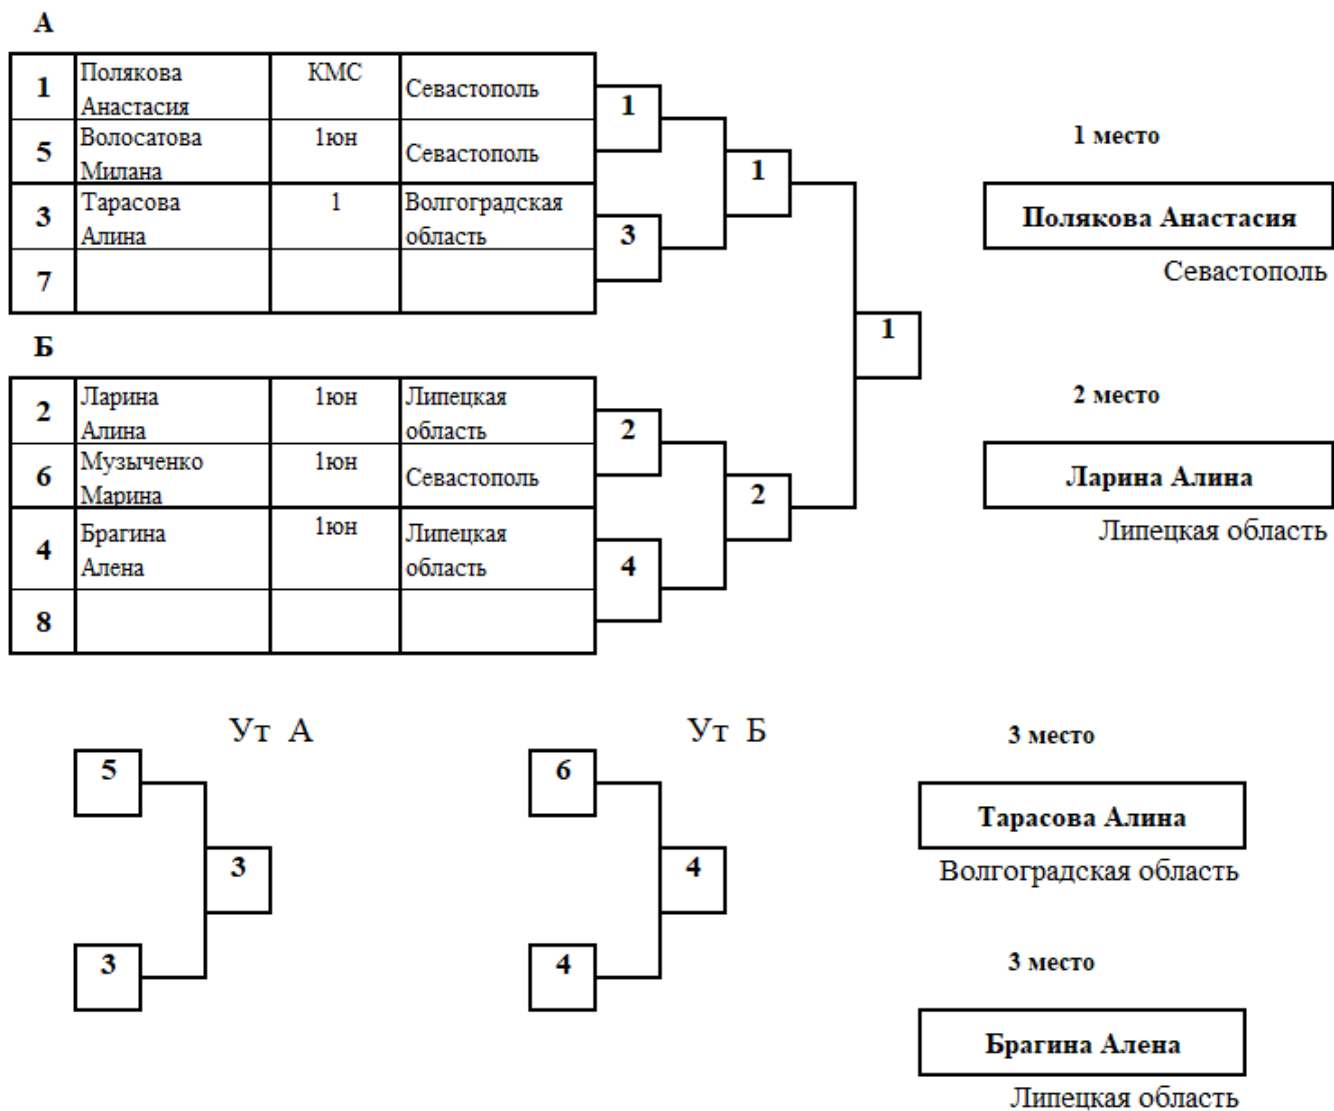 А
1 Полякова Анастасия КМС Севастополь
5 Волосатова Милана 1юн Севастополь
3 Тарасова Алина 1 Волгоградская область
7
1
3
1
1
1 место
Полякова Анастасия
Севастополь
Б
2 Ларина Алина 1юн Липецкая область
6 Музыченко Марина 1юн Севастополь
4 Брагина Алена 1юн Липецкая область
8
2
4
2
2 место
Ларина Алина
Липецкая область
Ут А
5
3
3
Ут Б
6
4
4
3 место
Тарасова Алина
Волгоградская область
3 место
Брагина Алена
Липецкая область